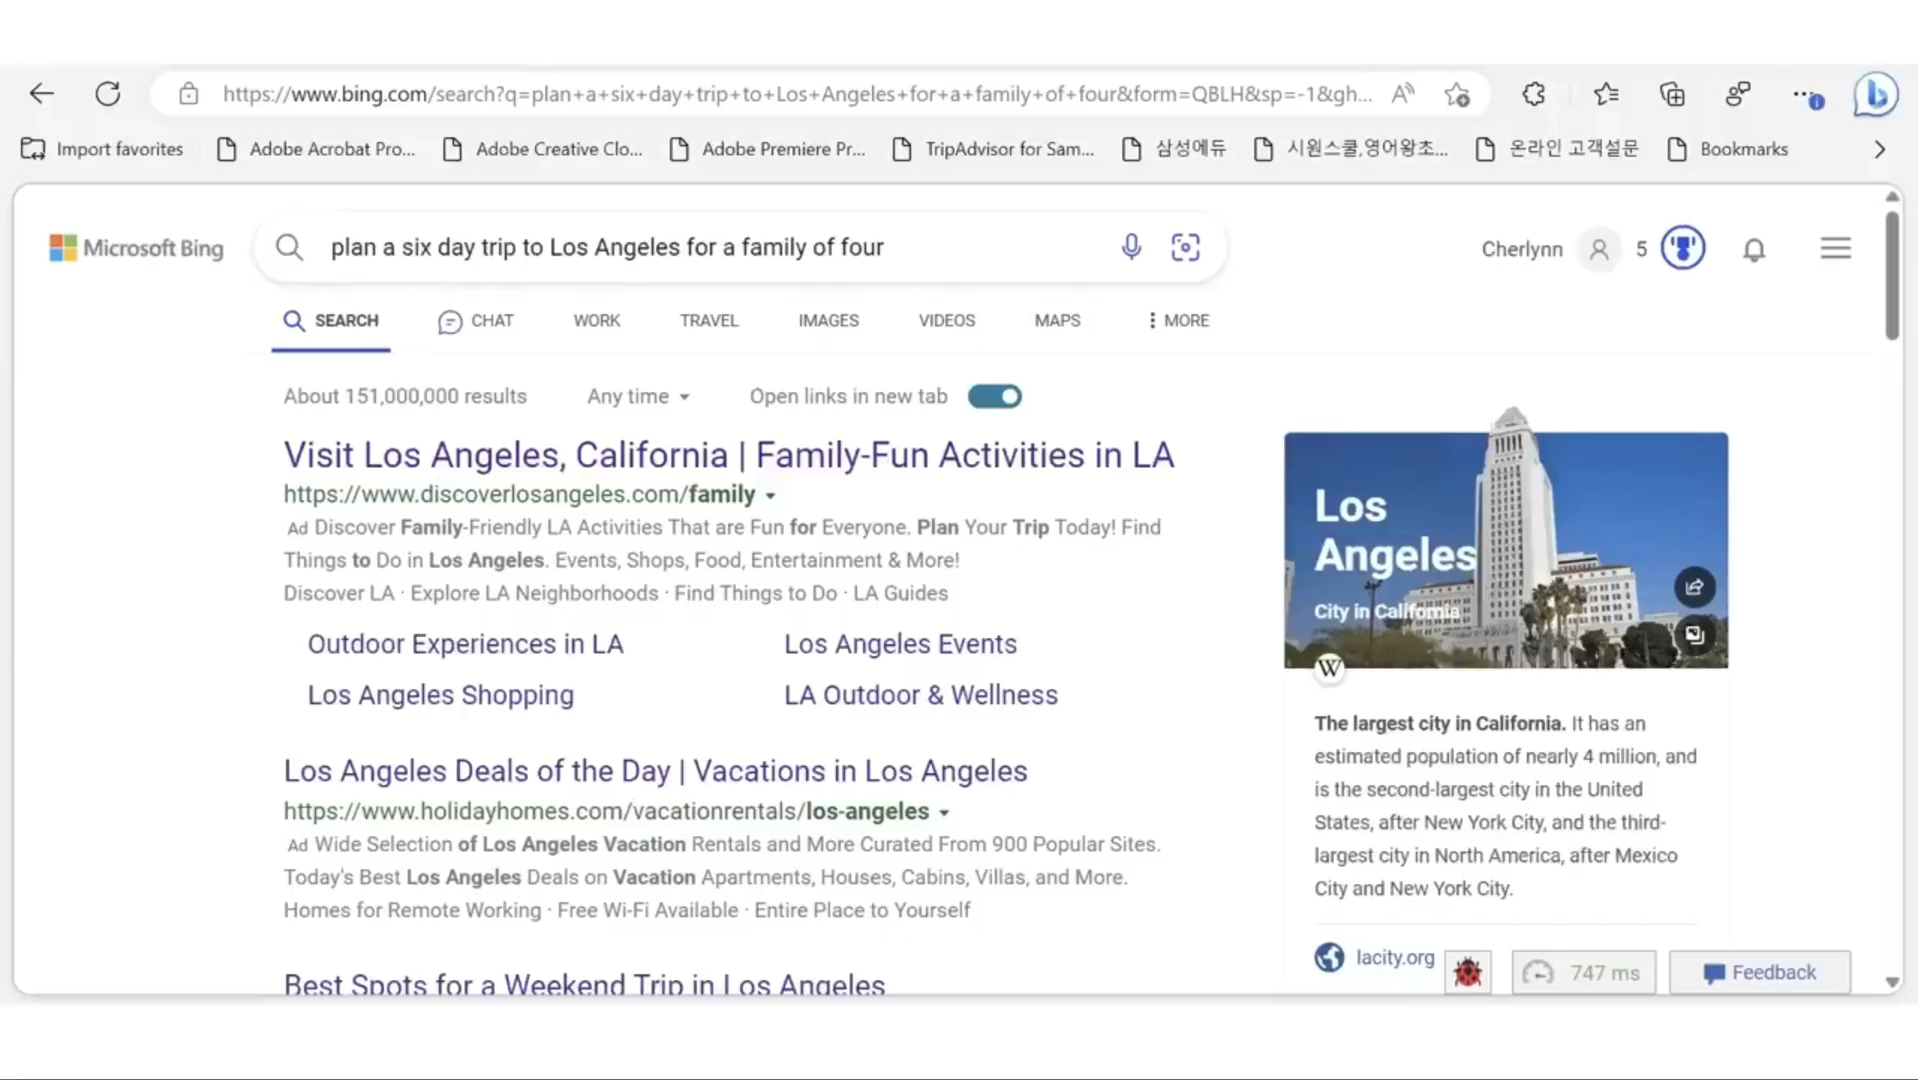 https://www.bing.com/search?q=plan+a+six+day+trip+to+Los+Angeles+for+a+family+of+four&form=QBLH&sp=-1&gh...
Import favorites
Adobe Acrobat Pro...
Adobe Creative Clo...
Adobe Premiere Pr...
TripAdvisor for Sam...
삼성에듀
시원스쿨,영어왕초...
온라인 고객설문
Bookmarks
Microsoft Bing
plan a six day trip to Los Angeles for a family of four
Cherlynn
5
SEARCH
CHAT
WORK
TRAVEL
IMAGES
VIDEOS
MAPS
MORE
About 151,000,000 results
Any time
Open links in new tab
Visit Los Angeles, California | Family-Fun Activities in LA
https://www.discoverlosangeles.com/family
Ad Discover Family-Friendly LA Activities That are Fun for Everyone. Plan Your Trip Today! Find
Things to Do in Los Angeles. Events, Shops, Food, Entertainment & More!
Discover LA · Explore LA Neighborhoods · Find Things to Do · LA Guides
Outdoor Experiences in LA
Los Angeles Events
Los Angeles Shopping
LA Outdoor & Wellness
Los Angeles Deals of the Day | Vacations in Los Angeles
https://www.holidayhomes.com/vacationrentals/los-angeles
Ad Wide Selection of Los Angeles Vacation Rentals and More Curated From 900 Popular Sites.
Today's Best Los Angeles Deals on Vacation Apartments, Houses, Cabins, Villas, and More.
Homes for Remote Working · Free Wi-Fi Available · Entire Place to Yourself
Best Spots for a Weekend Trip in Los Angeles
Los
Angeles
City in California
W
The largest city in California. It has an
estimated population of nearly 4 million, and
is the second-largest city in the United
States, after New York City, and the third-
largest city in North America, after Mexico
City and New York City.
lacity.org
747 ms
Feedback